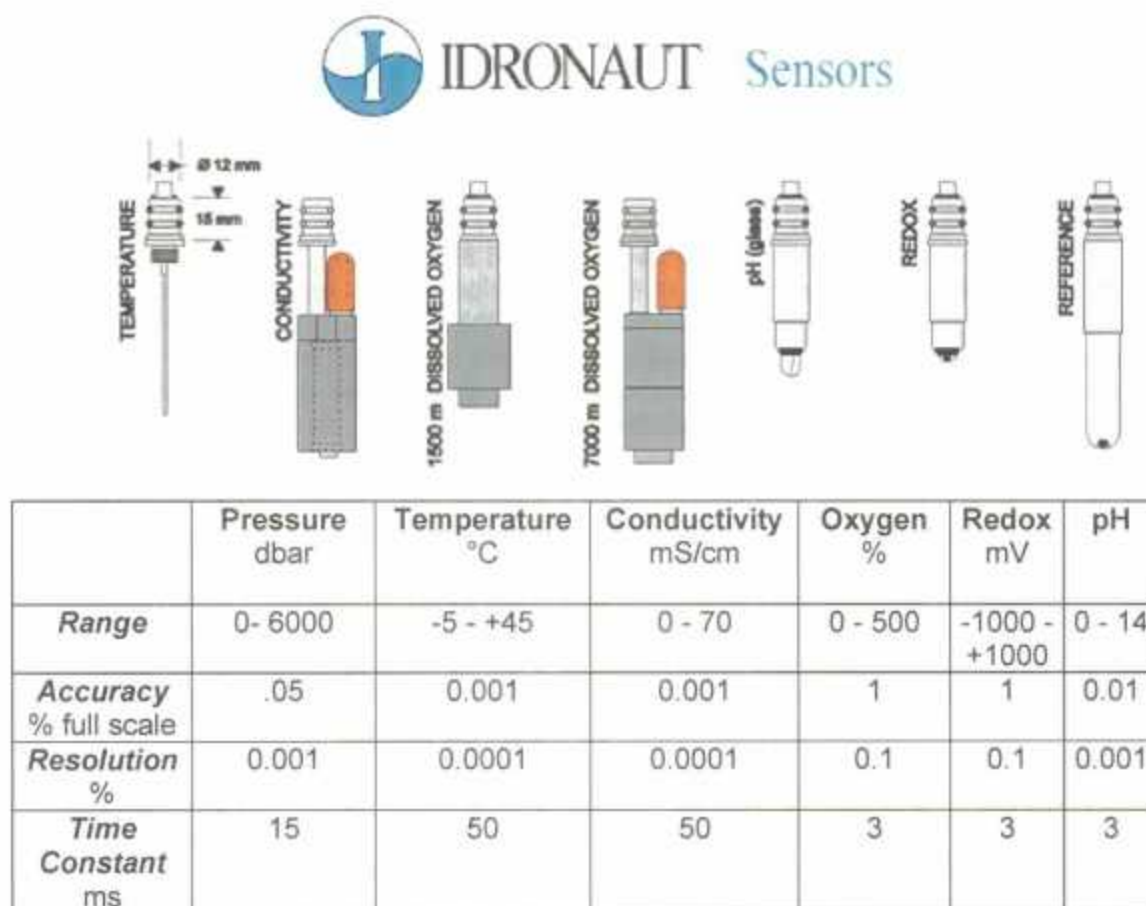 IDRONAUT Sensors
Ø 12 mm
15 mm
TEMPERATURE
CONDUCTIVITY
1500 m DISSOLVED OXYGEN
7000 m DISSOLVED OXYGEN
pH (glass)
REDOX
REFERENCE
Pressure Temperature Conductivity Oxygen Redox pH
dbar °C mS/cm % mV
Range 0- 6000 -5 - +45 0 - 70 0 - 500 -1000 - 0 - 14
+1000
Accuracy .05 0.001 0.001 1 1 0.01
% full scale
Resolution 0.001 0.0001 0.0001 0.1 0.1 0.001
%
Time 15 50 50 3 3 3
Constant
ms